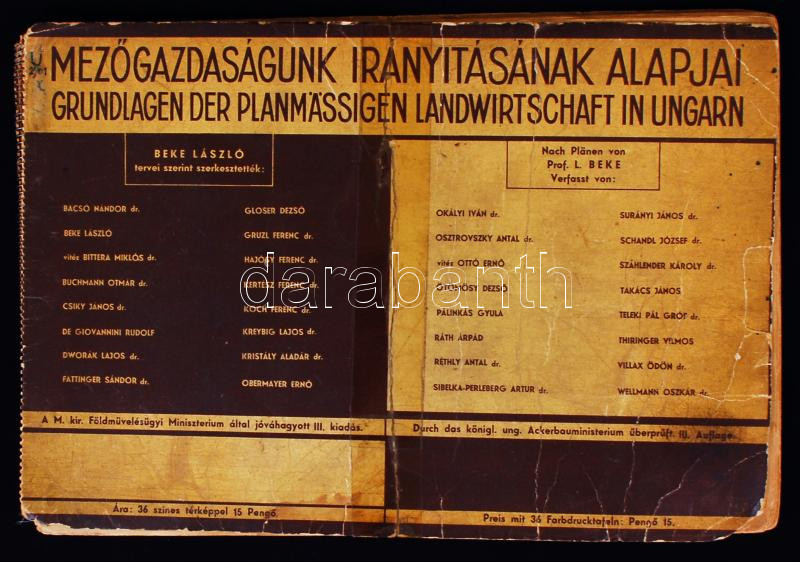 MEZŐGAZDASÁGUNK IRÁNYITÁSÁNAK ALAPJAI
GRUNDLAGEN DER PLANMÄSSIGEN LANDWIRTSCHAFT IN UNGARN
BEKE LÁSZLÓ
tervei szerint szerkesztették:
BACSÓ NÁNDOR dr.
BEKE LÁSZLÓ
vitéz BITTERA MIKLÓS dr.
BUCHMANN OTMÁR dr.
CSIKY JÁNOS dr.
DE GIOVANNINI RUDOLF
DWORÁK LAJOS dr.
FATTINGER SÁNDOR dr.
GLOSER DEZSŐ
GRUZL FERENC dr.
HAJÓSY FERENC dr.
KERTÉSZ FERENC dr.
KOCH FERENC dr.
KREYBIG LAJOS dr.
KRISTÁLY ALADÁR dr.
OBERMAYER ERNŐ
Nach Plänen von
Prof. L. BEKE
Verfasst von:
OKÁLYI IVÁN dr.
OSZTROVSZKY ANTAL dr.
vitéz OTTÓ ERNŐ
ÖTÖMÖSY DEZSŐ
PÁLINKÁS GYULA
RÁTH ÁRPÁD
RÉTHLY ANTAL dr.
SIBELKA-PERLEBERG ARTUR dr.
SURÁNYI JÁNOS dr.
SCHANDL JÓZSEF dr.
SZÁHLENDER KÁROLY dr.
TAKÁCS JÁNOS
TELEKI PÁL GRÓF dr.
THIRINGER VILMOS
VILLAX ÖDÖN dr.
WELLMANN OSZKÁR dr.
darabanth
A M. kir. Földmüvelésügyi Miniszterium által jóváhagyott III. kiadás.
Durch das königl. ung. Ackerbauministerium überprüft. III. Auflage.
Ára: 36 szines térképpel 15 Pengő.
Preis mit 36 Farbdrucktafeln: Pengő 15.